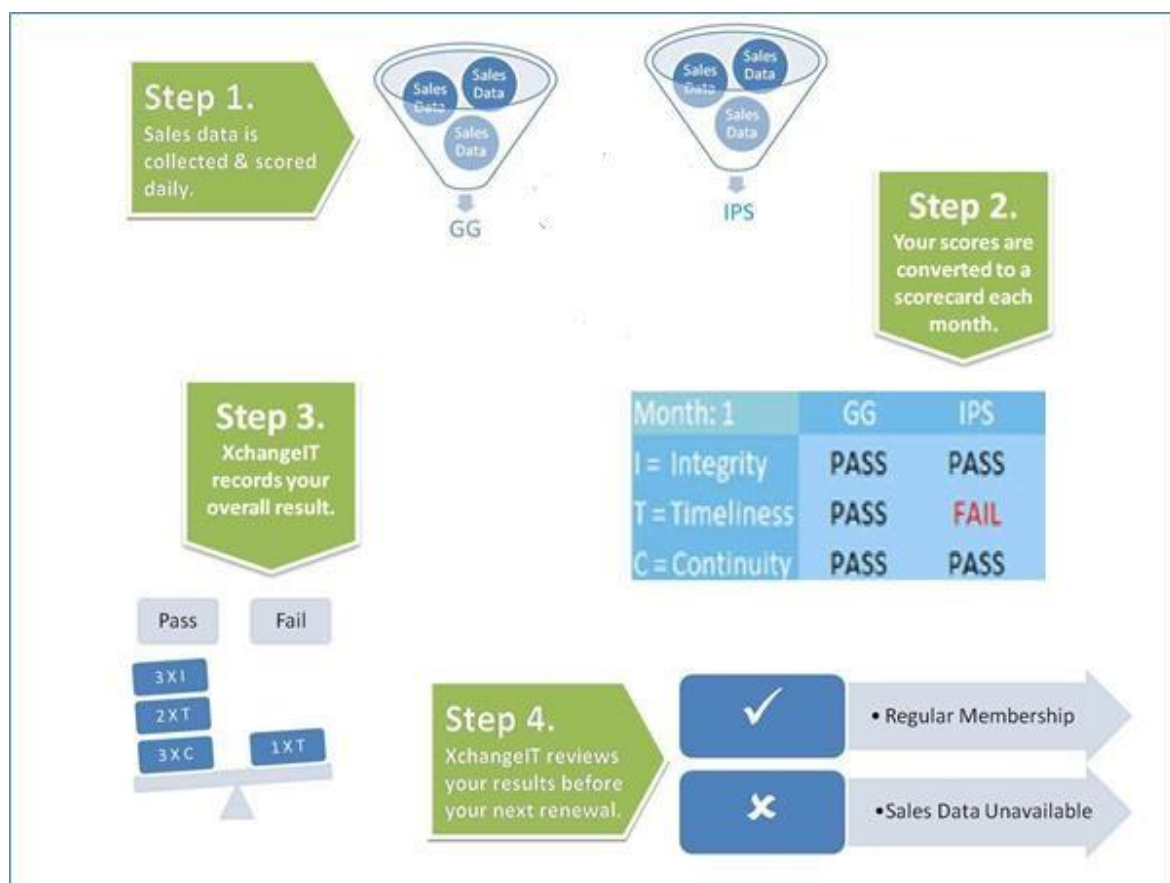 Step 1.
Sales data is
collected & scored
daily.
Sales
Data
Sales
Data
Sales
Data
GG
Sales
Data
Sales
Data
Sales
Data
IPS
Step 2.
Your scores are
converted to a
scorecard each
month.
Month: 1 GG IPS
I = Integrity PASS PASS
T = Timeliness PASS FAIL
C = Continuity PASS PASS
Step 3.
XchangeIT
records your
overall result.
Pass Fail
3 X I
2 X T
3 X C 1 X T
Step 4.
XchangeIT reviews
your results before
your next renewal.
• Regular Membership
• Sales Data Unavailable